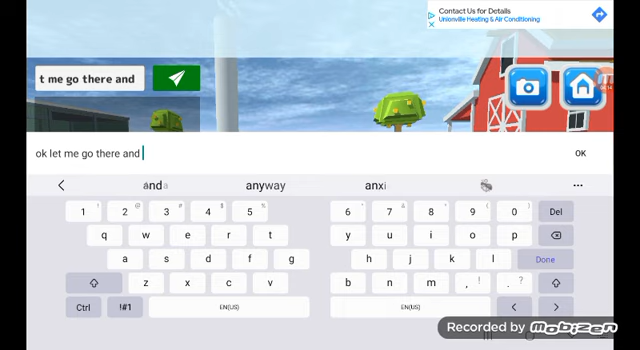 Contact Us for Details
Unionville Heating & Air Conditioning
t me go there and
ok let me go there and
OK
anda
anyway
anxi
1 ! 2 @ 3 # 4 $ 5 % 6 ^ 7 & 8 * 9 ( 0 ) Del
q w e r t y u i o p
a s d f g h j k l Done
z x c v b n m , ! . ?
Ctrl !#1 EN(US) EN(US) < >
Recorded by mobizen